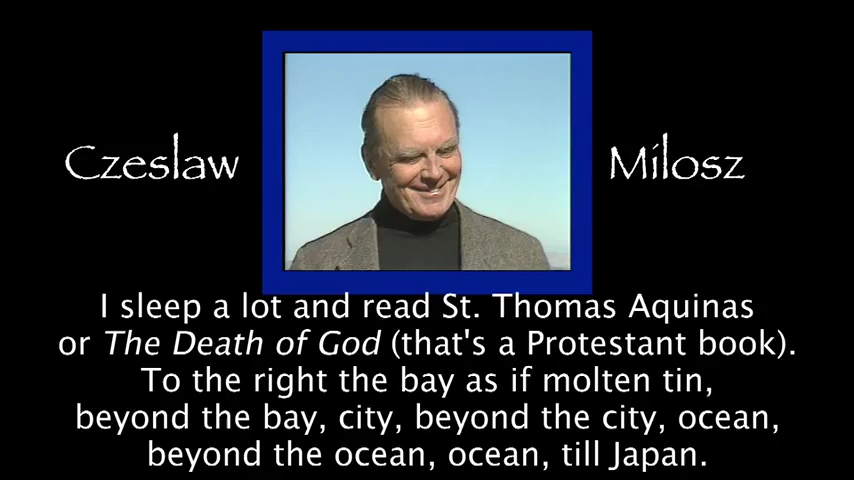 Czeslaw Milosz
I sleep a lot and read St. Thomas Aquinas
or The Death of God (that's a Protestant book).
To the right the bay as if molten tin,
beyond the bay, city, beyond the city, ocean,
beyond the ocean, ocean, till Japan.